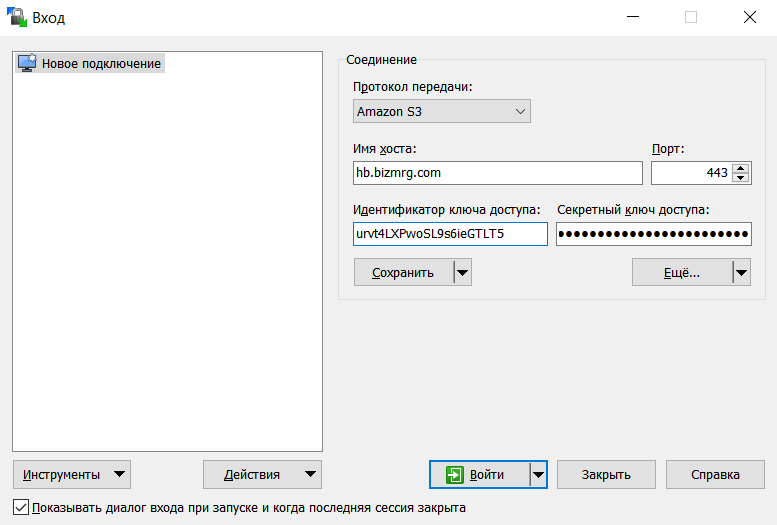 Вход
Новое подключение
Соединение
Протокол передачи:
Amazon S3
Имя хоста:
Порт:
hb.bizmrg.com
443
Идентификатор ключа доступа:
Секретный ключ доступа:
urvt4LXPwoSL9s6ieGTLT5
●●●●●●●●●●●●●●●●●●●●●●●●
Сохранить
Ещё...
Инструменты
Действия
Войти
Закрыть
Справка
Показывать диалог входа при запуске и когда последняя сессия закрыта